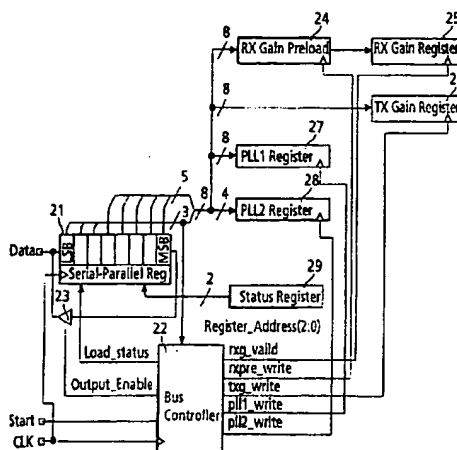 24
25
8
RX Gain Preload
RX Gain Register
8
TX Gain Register
8
27
PLL1 Register
5
28
21
3
8
4
PLL2 Register
Data
LSB
MSB
Serial-Parallel Reg
29
2
Status Register
23
Register_Address(2:0)
Load_status
22
rxg_valid
rxpre_write
Output_Enable
Bus
Controller
txg_write
pll1_write
Start
pll2_write
CLK